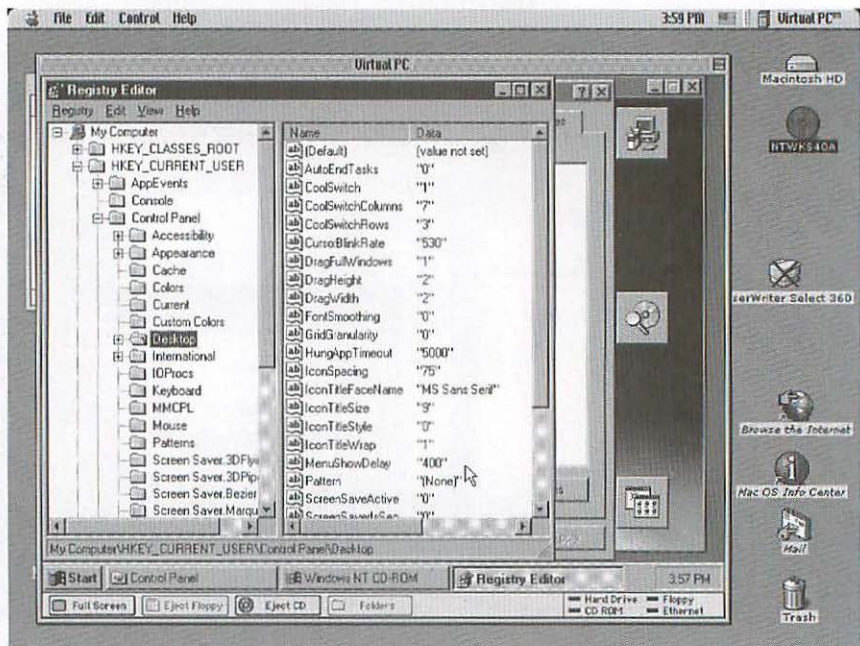 File Edit Control Help 3:59 PM Virtual PC™
Virtual PC
Registry Editor
Registry Edit View Help
My Computer
HKEY_CLASSES_ROOT
HKEY_CURRENT_USER
AppEvents
Console
Control Panel
Accessibility
Appearance
Cache
Colors
Current
Custom Colors
Desktop
International
IOProcs
Keyboard
MMCPL
Mouse
Patterns
Screen Saver.3DFlyi
Screen Saver.3DPip
Screen Saver.Bezier
Screen Saver.Marqu
Name Data
(Default) (value not set)
AutoEndTasks "0"
CoolSwitch "1"
CoolSwitchColumns "7"
CoolSwitchRows "3"
CursorBlinkRate "530"
DragFullWindows "1"
DragHeight "2"
DragWidth "2"
FontSmoothing "0"
GridGranularity "0"
HungAppTimeout "5000"
IconSpacing "75"
IconTitleFaceName "MS Sans Serif"
IconTitleSize "9"
IconTitleStyle "0"
IconTitleWrap "1"
MenuShowDelay "400"
Pattern "(None)"
ScreenSaveActive "0"
My Computer\HKEY_CURRENT_USER\Control Panel\Desktop
Start Control Panel Windows NT CD-ROM Registry Editor 3:57 PM
Full Screen Eject Floppy Eject CD Folders
Hard Drive Floppy
CD ROM Ethernet
Macintosh HD
NTWKS40A
serWriter Select 360
Browse the Internet
Mac OS Info Center
Mail
Trash